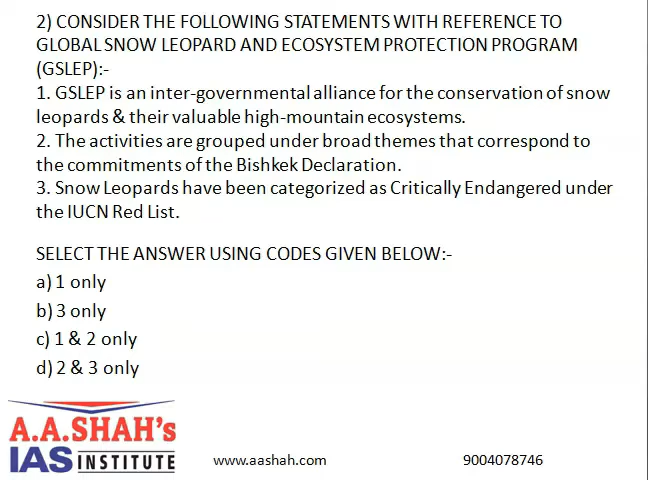 2) CONSIDER THE FOLLOWING STATEMENTS WITH REFERENCE TO
GLOBAL SNOW LEOPARD AND ECOSYSTEM PROTECTION PROGRAM
(GSLEP):-
1. GSLEP is an inter-governmental alliance for the conservation of snow
leopards & their valuable high-mountain ecosystems.
2. The activities are grouped under broad themes that correspond to
the commitments of the Bishkek Declaration.
3. Snow Leopards have been categorized as Critically Endangered under
the IUCN Red List.
SELECT THE ANSWER USING CODES GIVEN BELOW:-
a) 1 only
b) 3 only
c) 1 & 2 only
d) 2 & 3 only
A.A.SHAH's
IAS INSTITUTE
www.aashah.com
9004078746